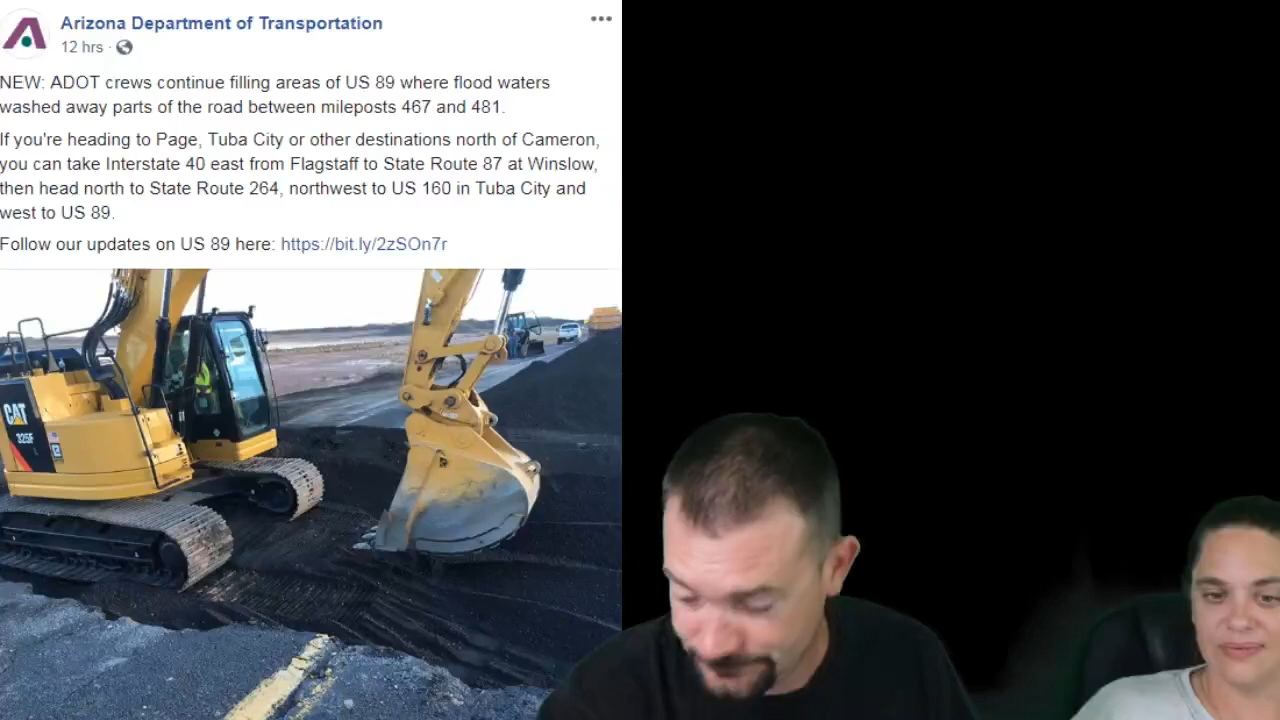 Arizona Department of Transportation
12 hrs ·
NEW: ADOT crews continue filling areas of US 89 where flood waters
washed away parts of the road between mileposts 467 and 481.
If you're heading to Page, Tuba City or other destinations north of Cameron,
you can take Interstate 40 east from Flagstaff to State Route 87 at Winslow,
then head north to State Route 264, northwest to US 160 in Tuba City and
west to US 89.
Follow our updates on US 89 here: https://bit.ly/2zSOn7r
CAT
325F